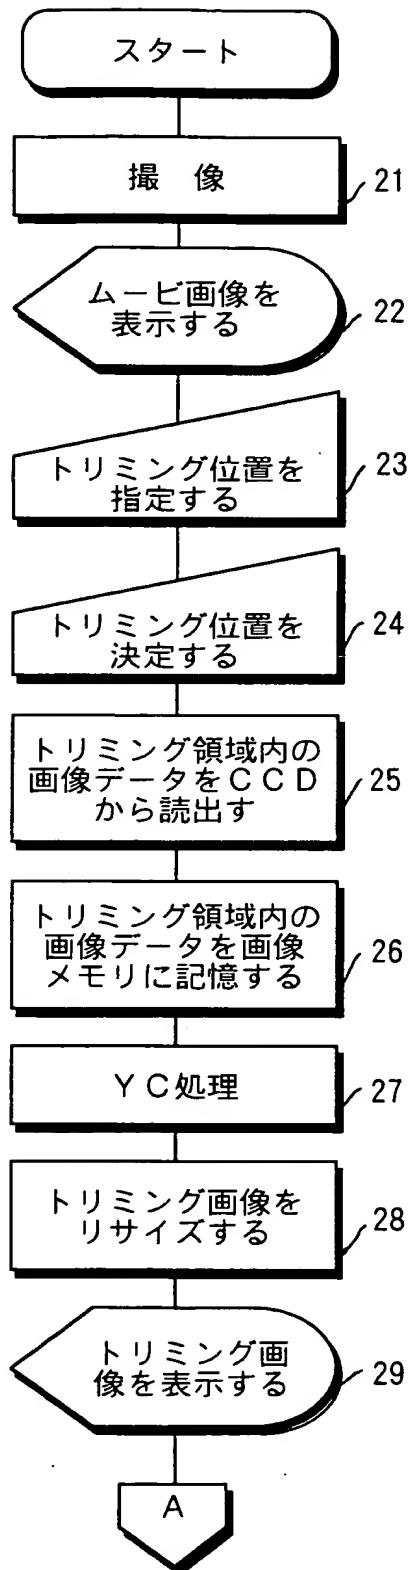 スタート
撮 像
21
ムービ画像を
表示する
22
トリミング位置を
指定する
23
トリミング位置を
決定する
24
トリミング領域内の
画像データをCCD
から読出す
25
トリミング領域内の
画像データを画像
メモリに記憶する
26
YC処理
27
トリミング画像を
リサイズする
28
トリミング画
像を表示する
29
A